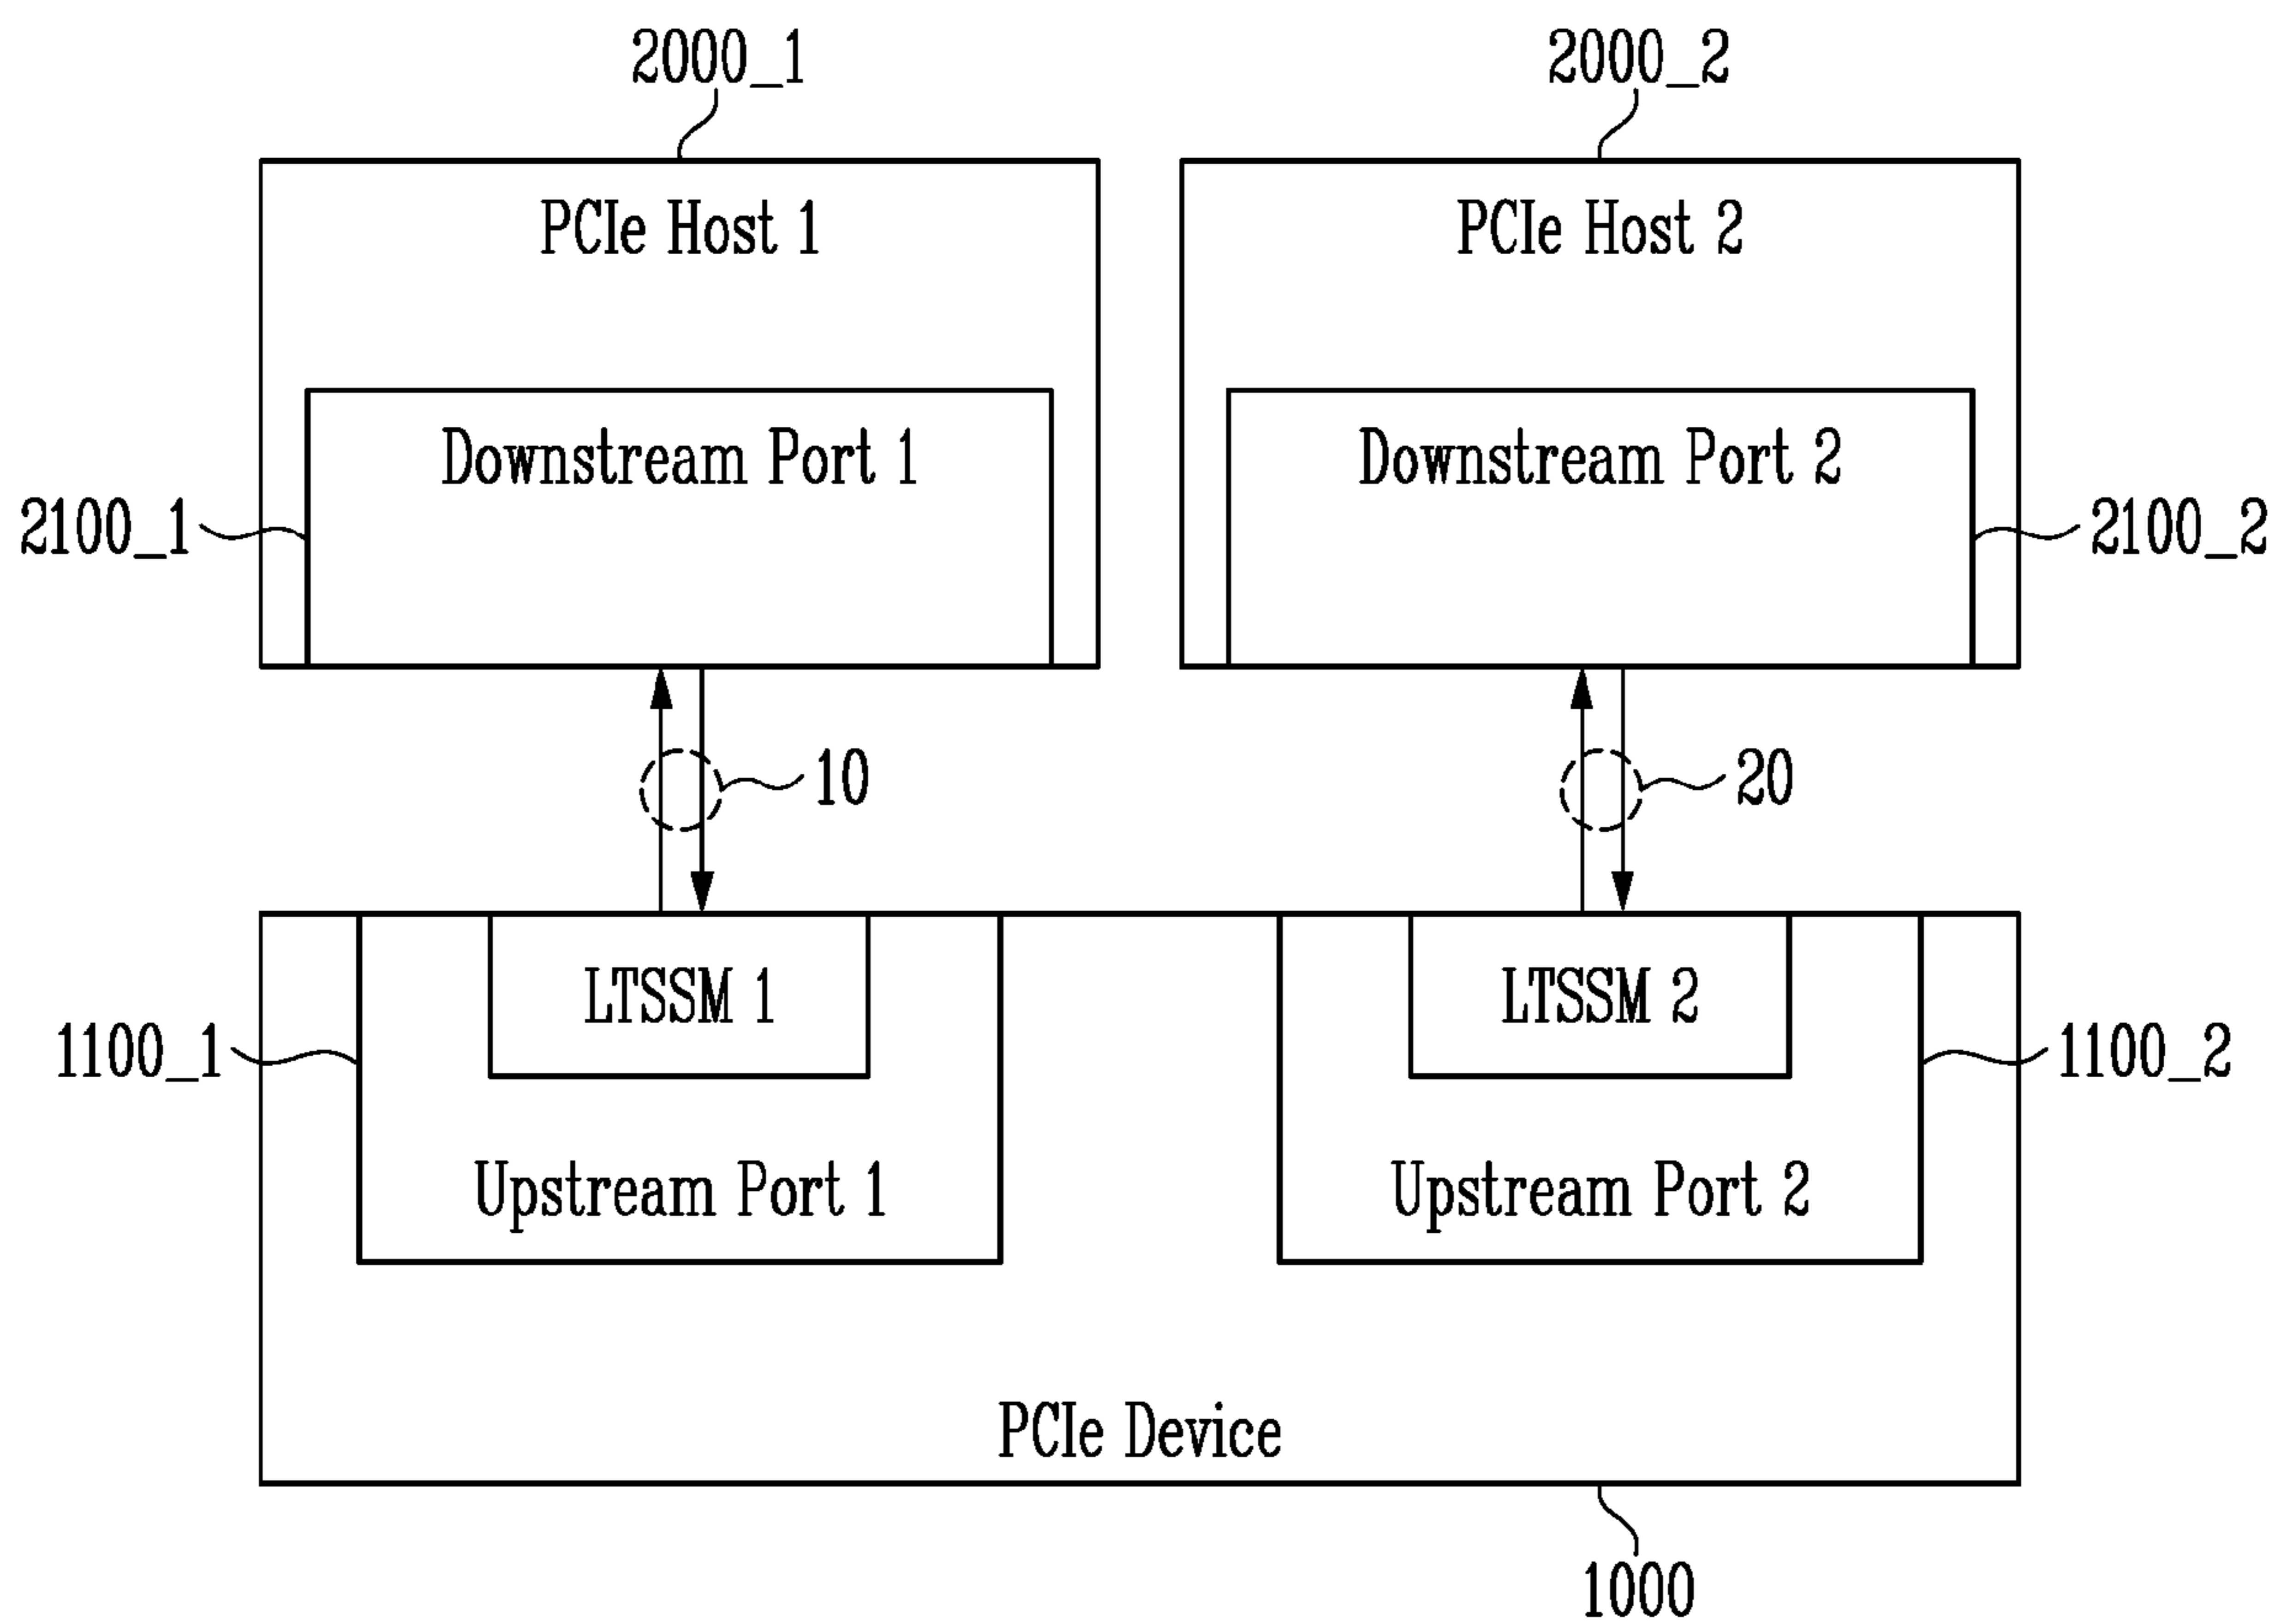 2000_1
2000_2
PCIe Host 1
PCIe Host 2
Downstream Port 1
Downstream Port 2
2100_1
2100_2
10
20
LTSSM 1
LTSSM 2
1100_1
1100_2
Upstream Port 1
Upstream Port 2
PCIe Device
1000